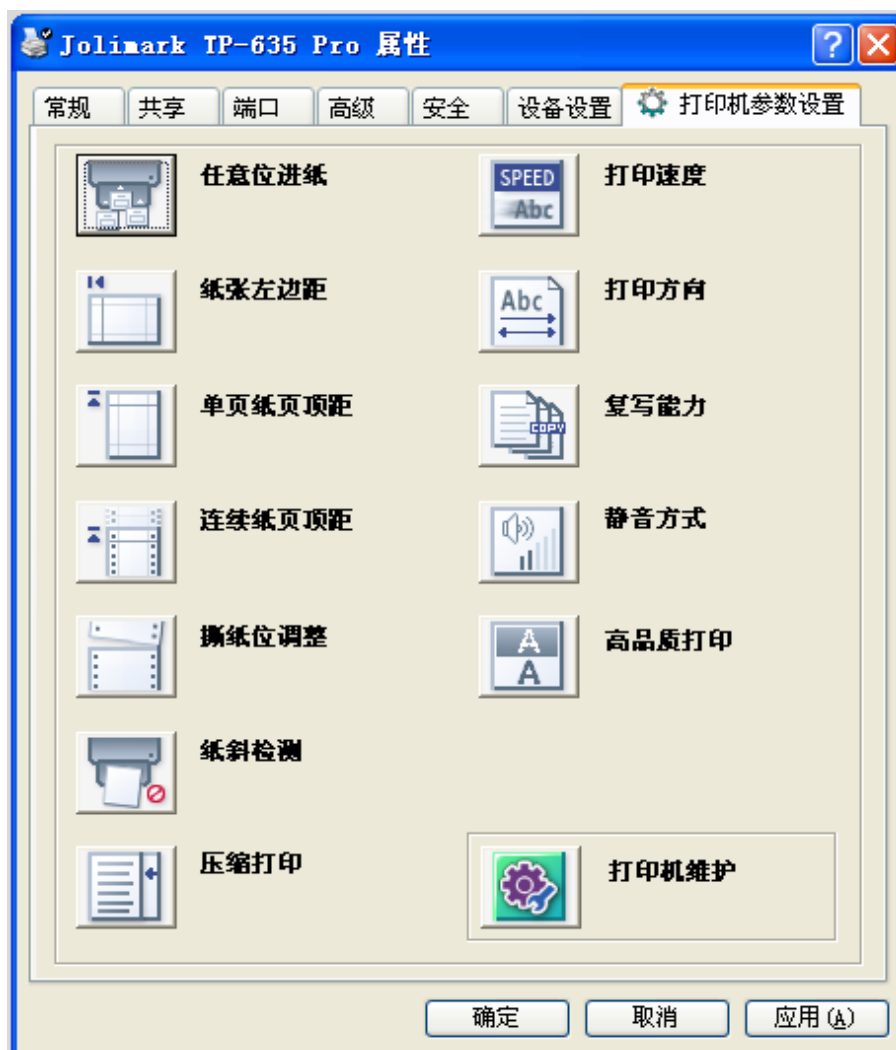 Jolimark TP-635 Pro 属性
常规 共享 端口 高级 安全 设备设置 打印机参数设置
任意位进纸
SPEED
Abc
打印速度
纸张左边距
Abc
打印方向
单页纸页顶距
COPY
复写能力
连续纸页顶距
静音方式
撕纸位调整
A
A
高品质打印
纸斜检测
压缩打印
打印机维护
确定 取消 应用(A)